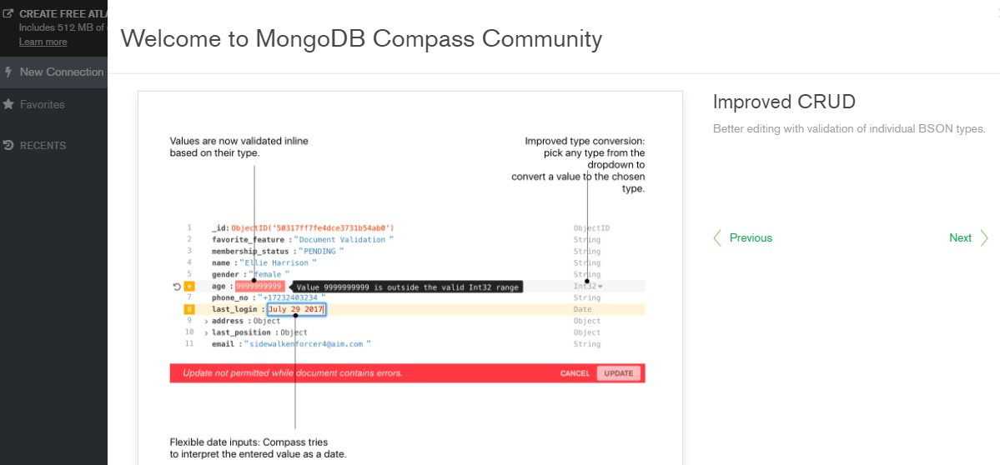 CREATE FREE
Includes 512 MB of
Learn more
New Connection
Favorites
RECENTS
Welcome to MongoDB Compass Community
Improved CRUD
Better editing with validation of individual BSON types.
Previous
Next
Values are now validated inline
based on their type.
Improved type conversion:
pick any type from the
dropdown to
convert a value to the chosen
type.
1 _id: ObjectID('50317ff7fe4dce3731b54ab0') ObjectID
2 favorite_feature : "Document Validation " String
3 membership_status : "PENDING " String
4 name : "Ellie Harrison " String
5 gender : "female " String
+ age : 9999999999 Value 9999999999 is outside the valid Int32 range Int32
7 phone_no : "+17232403234 " String
8 last_login : July 29 2017 Date
9 > address : Object Object
10 > last_position : Object Object
11 email : "sidewalkenforcer4@aim.com " String
Update not permitted while document contains errors. CANCEL UPDATE
Flexible date inputs: Compass tries
to interpret the entered value as a date.